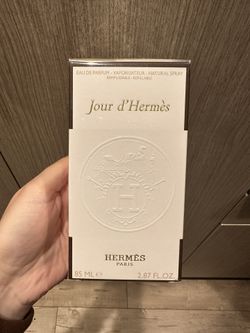 EAU DE PARFUM - VAPORISATEUR - NATURAL SPRAY
Jour d'Hermès
H
HERMÈS
PARIS
85 ML ℮ 2.87 FL.OZ